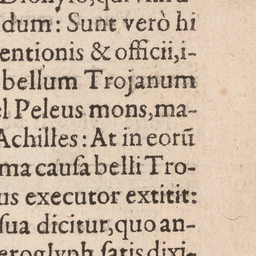 dum: Sunt verò hi
entionis & officii,i-
bellum Trojanum
el Peleus mons,ma-
Achilles: At in eorũ
ma cauſa belli Tro-
us executor extitit:
ſua dicitur,quo an-
eroglyph. ſatis dixi-